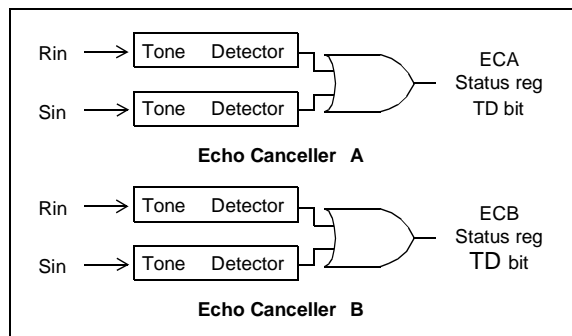 Rin
Tone Detector
Sin
Tone Detector
ECA
Status reg
TD bit
Echo Canceller A
Rin
Tone Detector
Sin
Tone Detector
ECB
Status reg
TD bit
Echo Canceller B